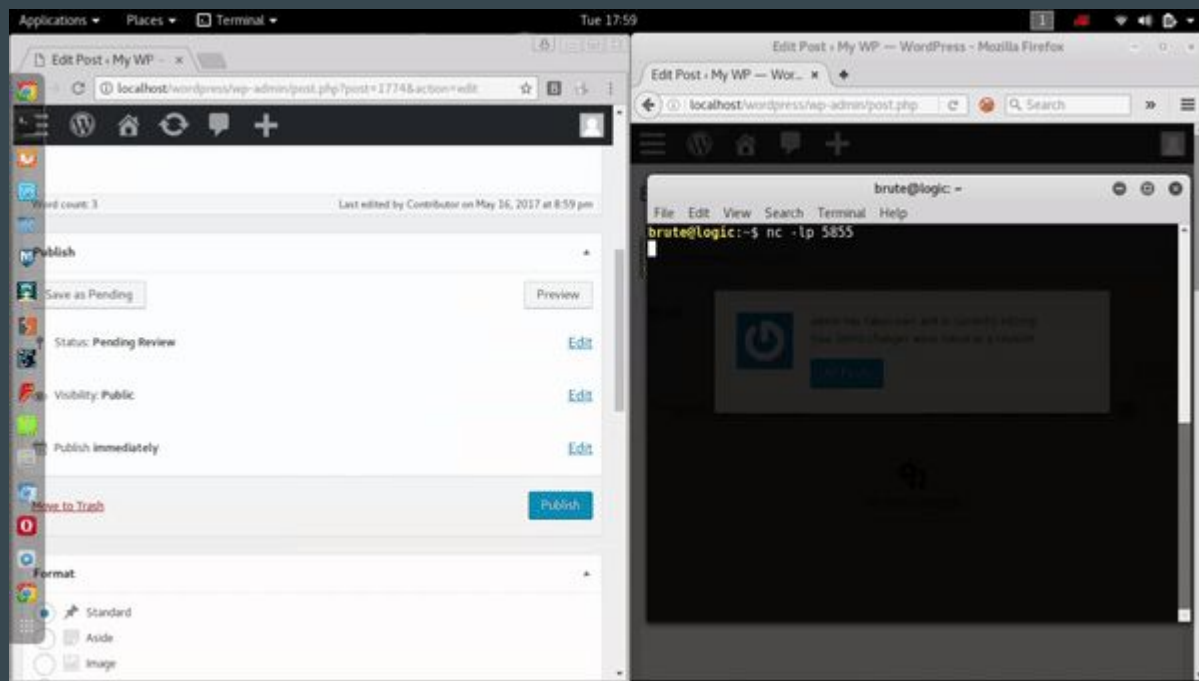 Applications Places Terminal Tue 17:59 1
Edit Post ‹ My WP - ×
localhost/wordpress/wp-admin/post.php?post=1774&action=edit
Word count: 3 Last edited by Contributor on May 16, 2017 at 8:59 pm
Publish
Save as Pending Preview
Status: Pending Review Edit
Visibility: Public Edit
Publish immediately Edit
Move to Trash Publish
Format
Standard
Aside
Image
Edit Post ‹ My WP — WordPress - Mozilla Firefox
Edit Post ‹ My WP — Wor... ×
localhost/wordpress/wp-admin/post.php Search
brute@logic: ~
File Edit View Search Terminal Help
brute@logic:~$ nc -lp 5855